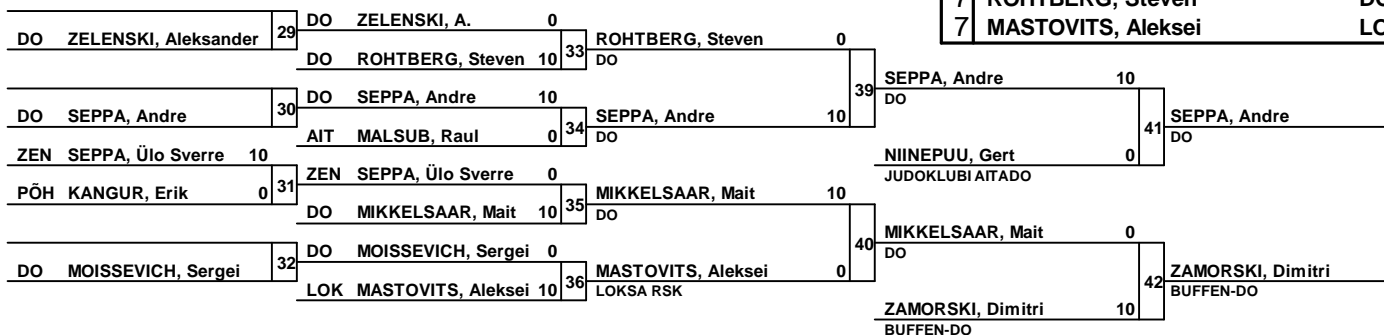 7 ROHTBERG, Steven
7 MASTOVITS, Aleksei
DO ZELENSKI, Aleksander
29
DO ZELENSKI, A. 0
DO ROHTBERG, Steven 10
33
ROHTBERG, Steven 0
DO
DO SEPPA, Andre
30
DO SEPPA, Andre 10
AIT MALSUB, Raul 0
34
SEPPA, Andre 10
DO
39
SEPPA, Andre 10
DO
NIINEPUU, Gert 0
JUDOKLUBI AITADO
41
SEPPA, Andre
DO
ZEN SEPPA, Ülo Sverre 10
PÕH KANGUR, Erik 0
31
ZEN SEPPA, Ülo Sverre 0
DO MIKKELSAAR, Mait 10
35
MIKKELSAAR, Mait 10
DO
DO MOISSEVICH, Sergei
32
DO MOISSEVICH, Sergei 0
LOK MASTOVITS, Aleksei 10
36
MASTOVITS, Aleksei 0
LOKSA RSK
40
MIKKELSAAR, Mait 0
DO
ZAMORSKI, Dimitri 10
BUFFEN-DO
42
ZAMORSKI, Dimitri
BUFFEN-DO